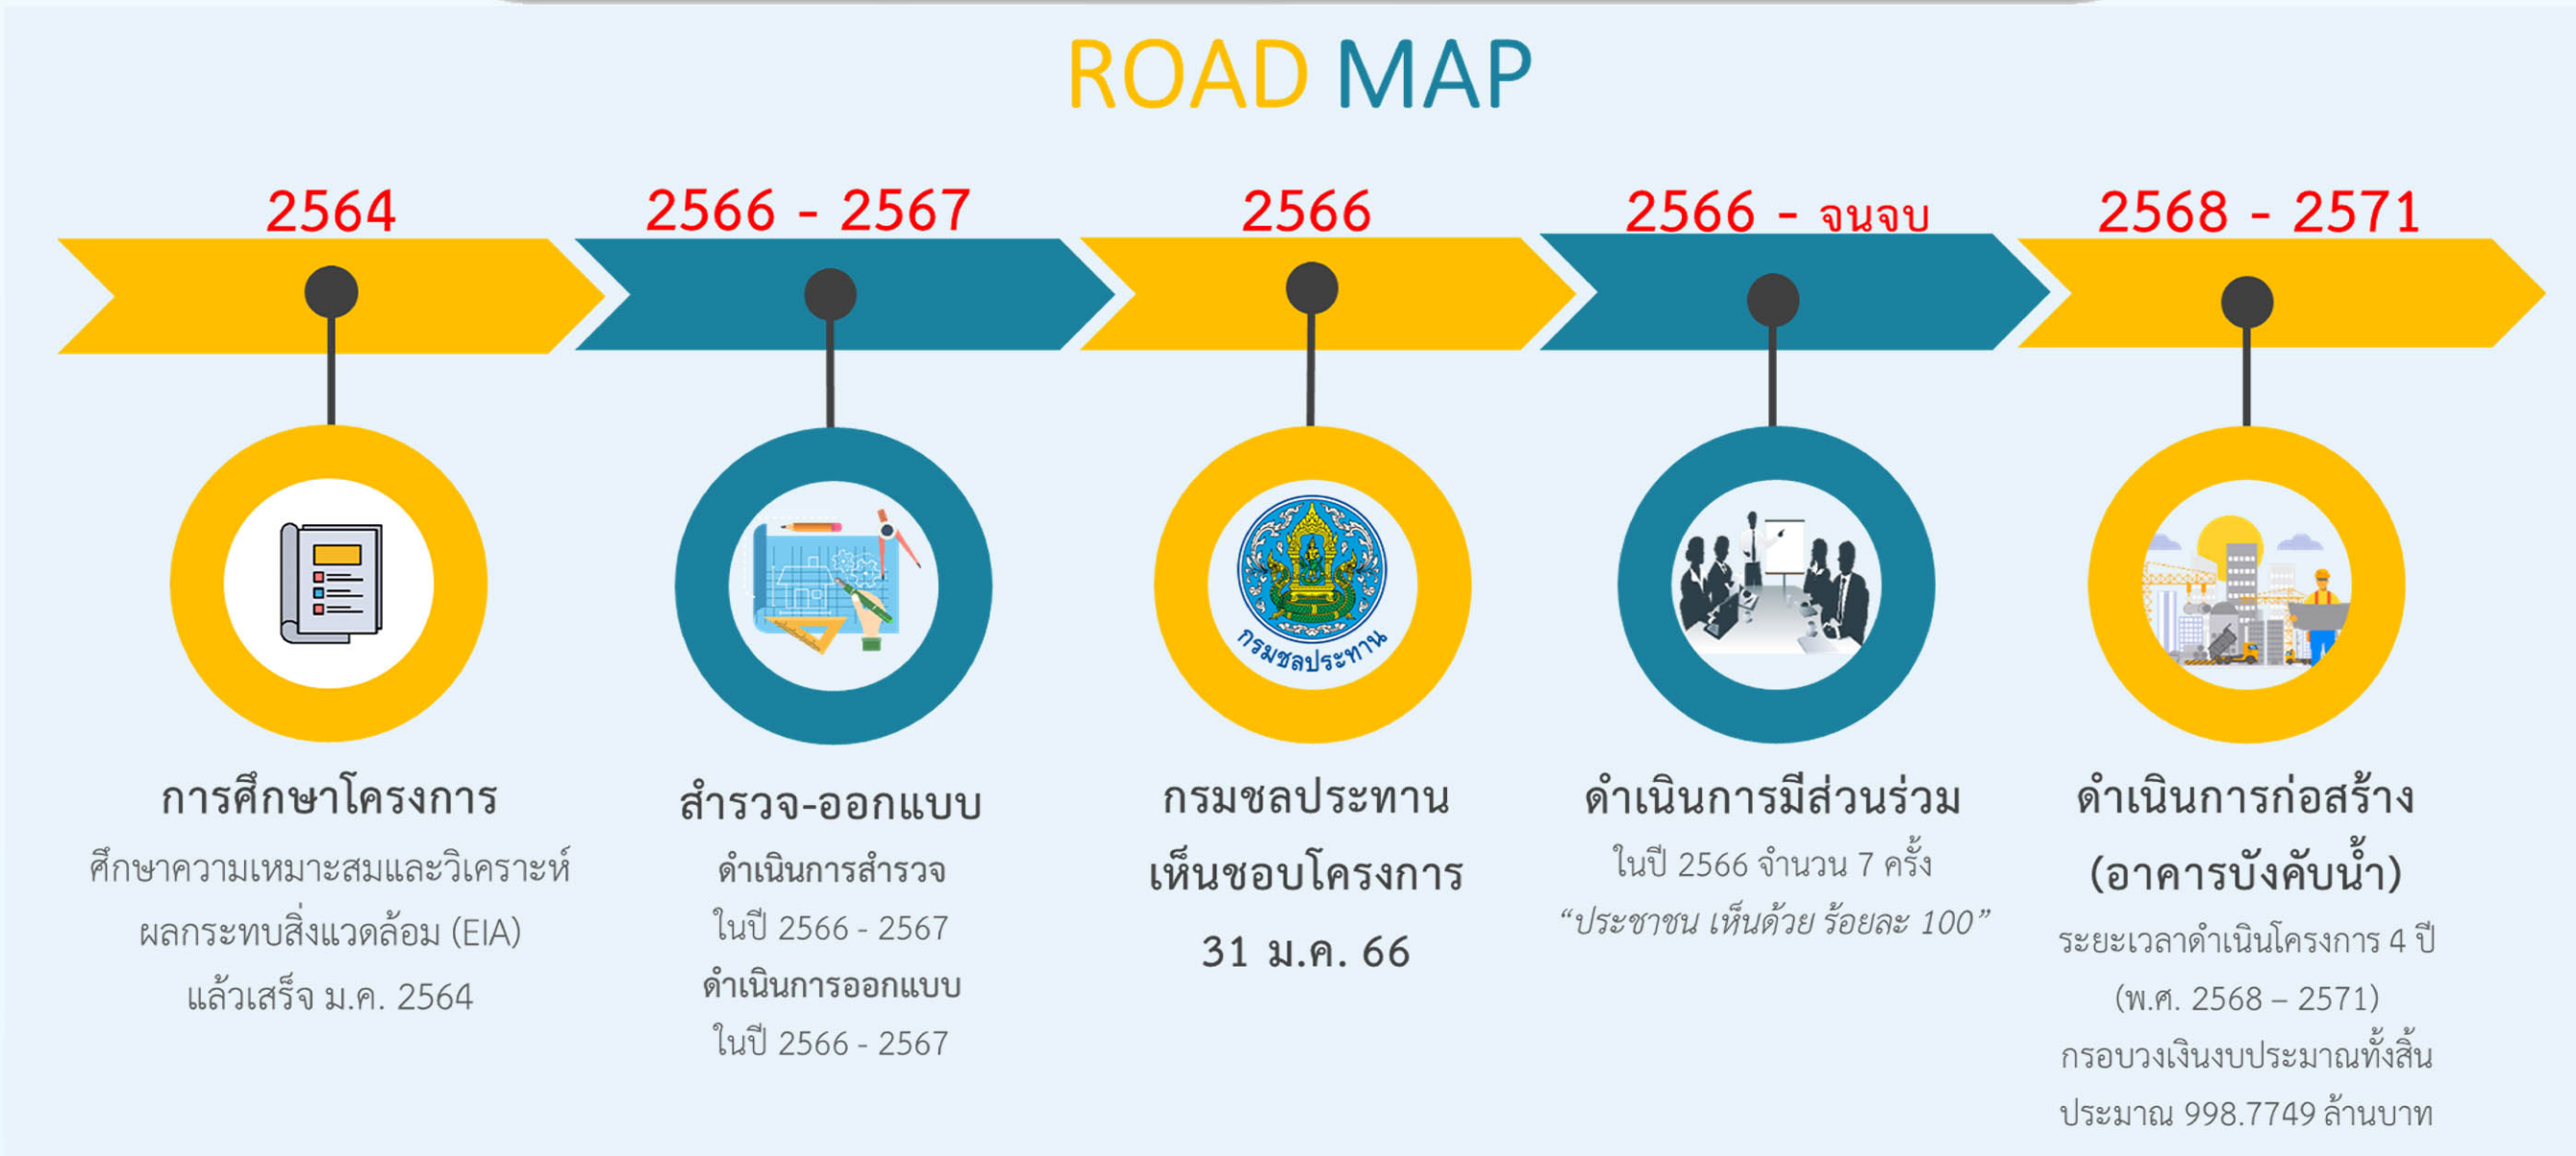 ROAD MAP
2564
2566 - 2567
2566
2566 - จนจบ
2568 - 2571
กรมชลประทาน
การศึกษาโครงการ
ศึกษาความเหมาะสมและวิเคราะห์
ผลกระทบสิ่งแวดล้อม (EIA)
แล้วเสร็จ ม.ค. 2564
สำรวจ-ออกแบบ
ดำเนินการสำรวจ
ในปี 2566 - 2567
ดำเนินการออกแบบ
ในปี 2566 - 2567
กรมชลประทาน
เห็นชอบโครงการ
31 ม.ค. 66
ดำเนินการมีส่วนร่วม
ในปี 2566 จำนวน 7 ครั้ง
“ประชาชน เห็นด้วย ร้อยละ 100”
ดำเนินการก่อสร้าง
(อาคารบังคับน้ำ)
ระยะเวลาดำเนินโครงการ 4 ปี
(พ.ศ. 2568 – 2571)
กรอบวงเงินงบประมาณทั้งสิ้น
ประมาณ 998.7749 ล้านบาท